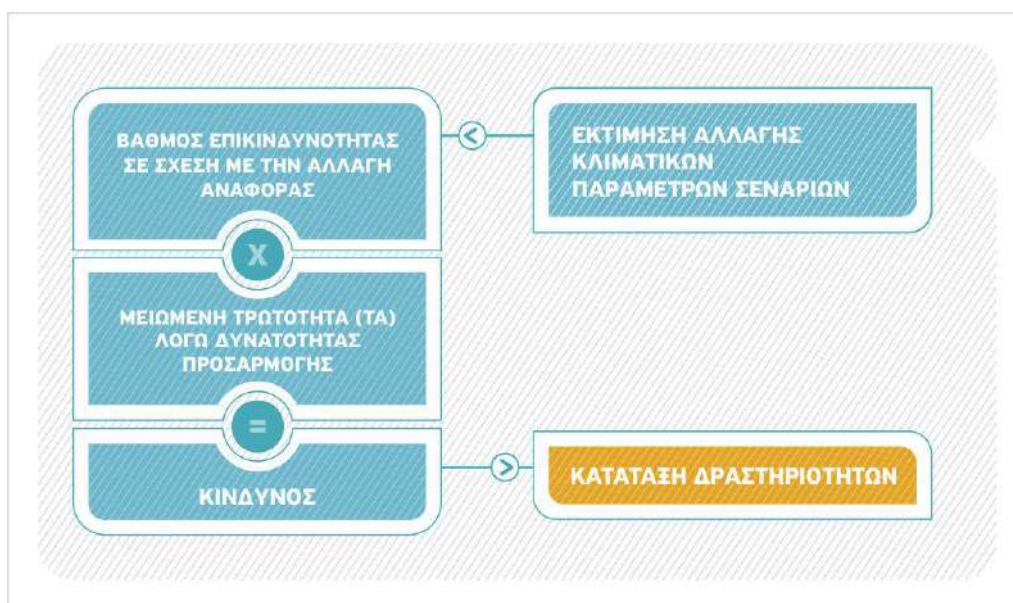 ΒΑΘΜΟΣ ΕΠΙΚΙΝΔΥΝΟΤΗΤΑΣ
ΣΕ ΣΧΕΣΗ ΜΕ ΤΗΝ ΑΛΛΑΓΗ
ΑΝΑΦΟΡΑΣ
<
ΕΚΤΙΜΗΣΗ ΑΛΛΑΓΗΣ
ΚΛΙΜΑΤΙΚΩΝ
ΠΑΡΑΜΕΤΡΩΝ ΣΕΝΑΡΙΩΝ
X
ΜΕΙΩΜΕΝΗ ΤΡΩΤΟΤΗΤΑ (ΤΑ)
ΛΟΓΩ ΔΥΝΑΤΟΤΗΤΑΣ
ΠΡΟΣΑΡΜΟΓΗΣ
=
ΚΙΝΔΥΝΟΣ
>
ΚΑΤΑΤΑΞΗ ΔΡΑΣΤΗΡΙΟΤΗΤΩΝ